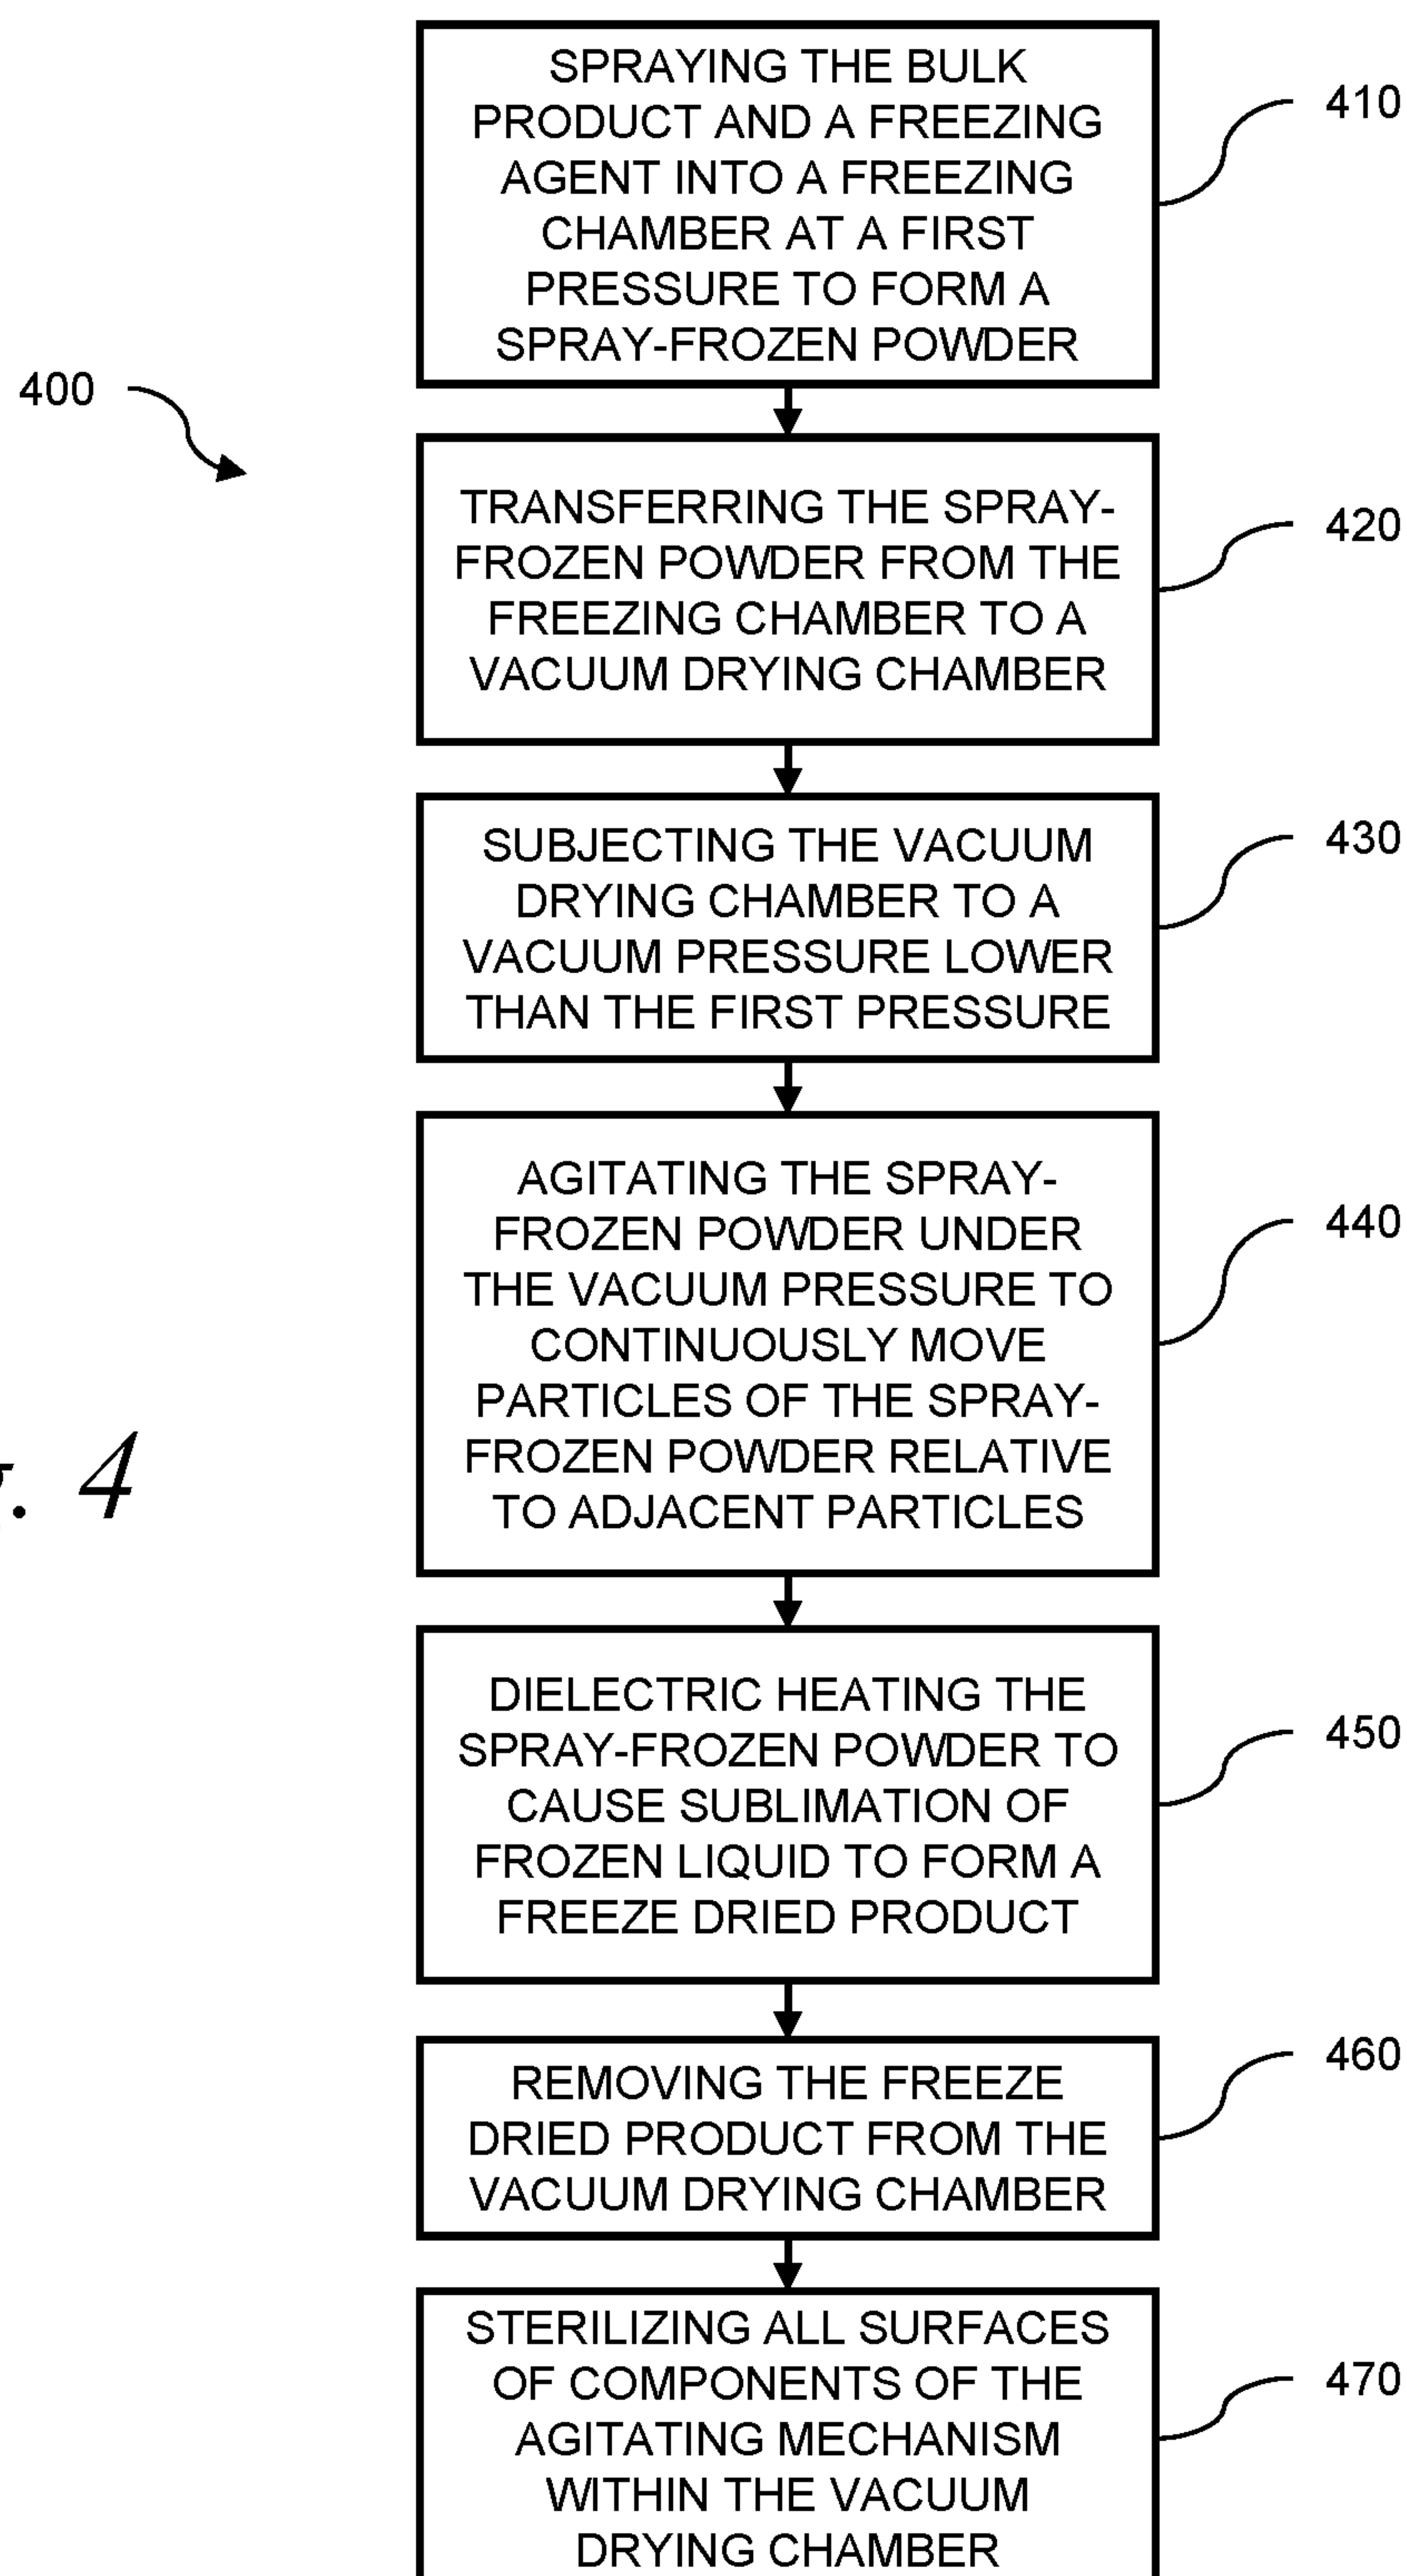 SPRAYING THE BULK
PRODUCT AND A FREEZING
AGENT INTO A FREEZING
CHAMBER AT A FIRST
PRESSURE TO FORM A
SPRAY-FROZEN POWDER
410
400
TRANSFERRING THE SPRAY-
FROZEN POWDER FROM THE
FREEZING CHAMBER TO A
VACUUM DRYING CHAMBER
420
SUBJECTING THE VACUUM
DRYING CHAMBER TO A
VACUUM PRESSURE LOWER
THAN THE FIRST PRESSURE
430
AGITATING THE SPRAY-
FROZEN POWDER UNDER
THE VACUUM PRESSURE TO
CONTINUOUSLY MOVE
PARTICLES OF THE SPRAY-
FROZEN POWDER RELATIVE
TO ADJACENT PARTICLES
440
. 4
DIELECTRIC HEATING THE
SPRAY-FROZEN POWDER TO
CAUSE SUBLIMATION OF
FROZEN LIQUID TO FORM A
FREEZE DRIED PRODUCT
450
REMOVING THE FREEZE
DRIED PRODUCT FROM THE
VACUUM DRYING CHAMBER
460
STERILIZING ALL SURFACES
OF COMPONENTS OF THE
AGITATING MECHANISM
WITHIN THE VACUUM
DRYING CHAMBER
470